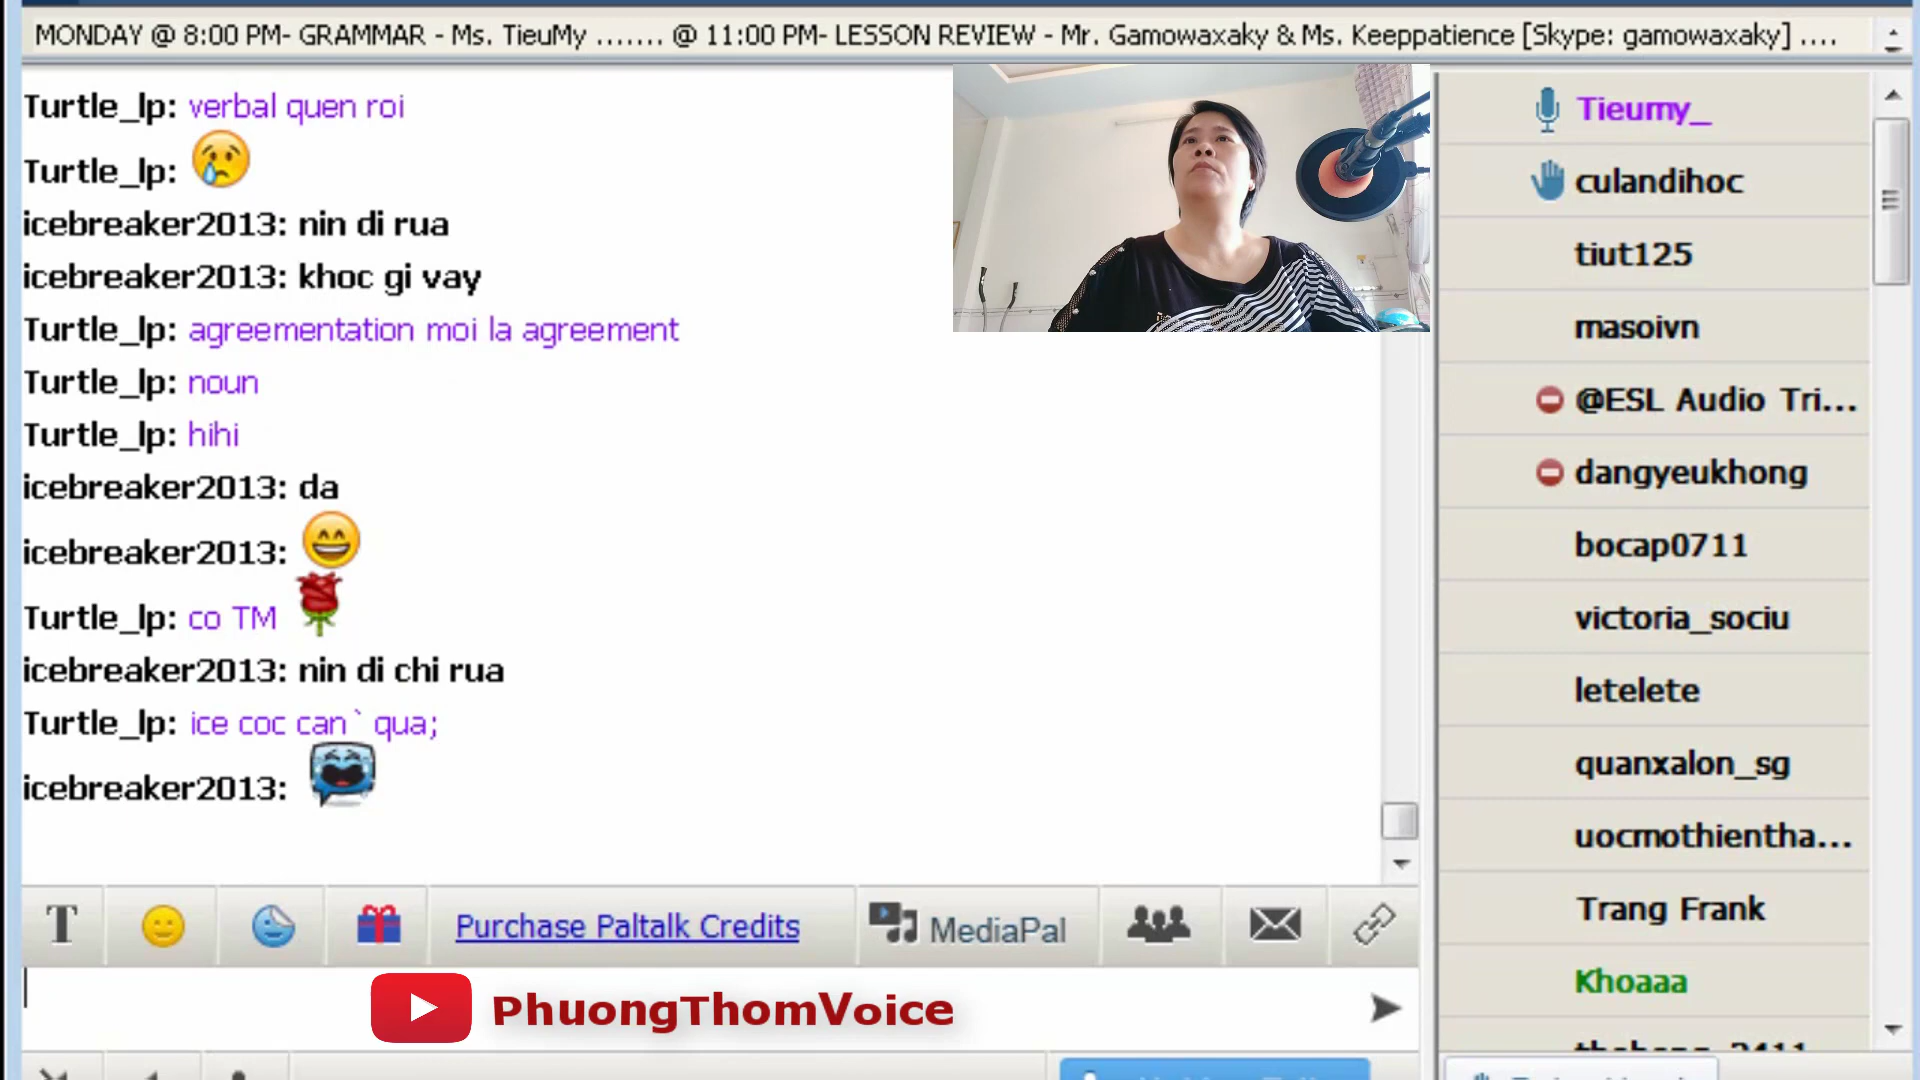 MONDAY @ 8:00 PM- GRAMMAR - Ms. TieuMy ....... @ 11:00 PM- LESSON REVIEW - Mr. Gamowaxaky & Ms. Keeppatience [Skype: gamowaxaky] ....
Turtle_lp: verbal quen roi
Turtle_lp:
icebreaker2013: nin di rua
icebreaker2013: khoc gi vay
Turtle_lp: agreementation moi la agreement
Turtle_lp: noun
Turtle_lp: hihi
icebreaker2013: da
icebreaker2013:
Turtle_lp: co TM
icebreaker2013: nin di chi rua
Turtle_lp: ice coc can` qua;
icebreaker2013:
Tieumy_
culandihoc
tiut125
masoivn
@ESL Audio Tri...
dangyeukhong
bocap0711
victoria_sociu
letelete
quanxalon_sg
uocmothientha...
Trang Frank
Khoaaa
T
Purchase Paltalk Credits
MediaPal
PhuongThomVoice